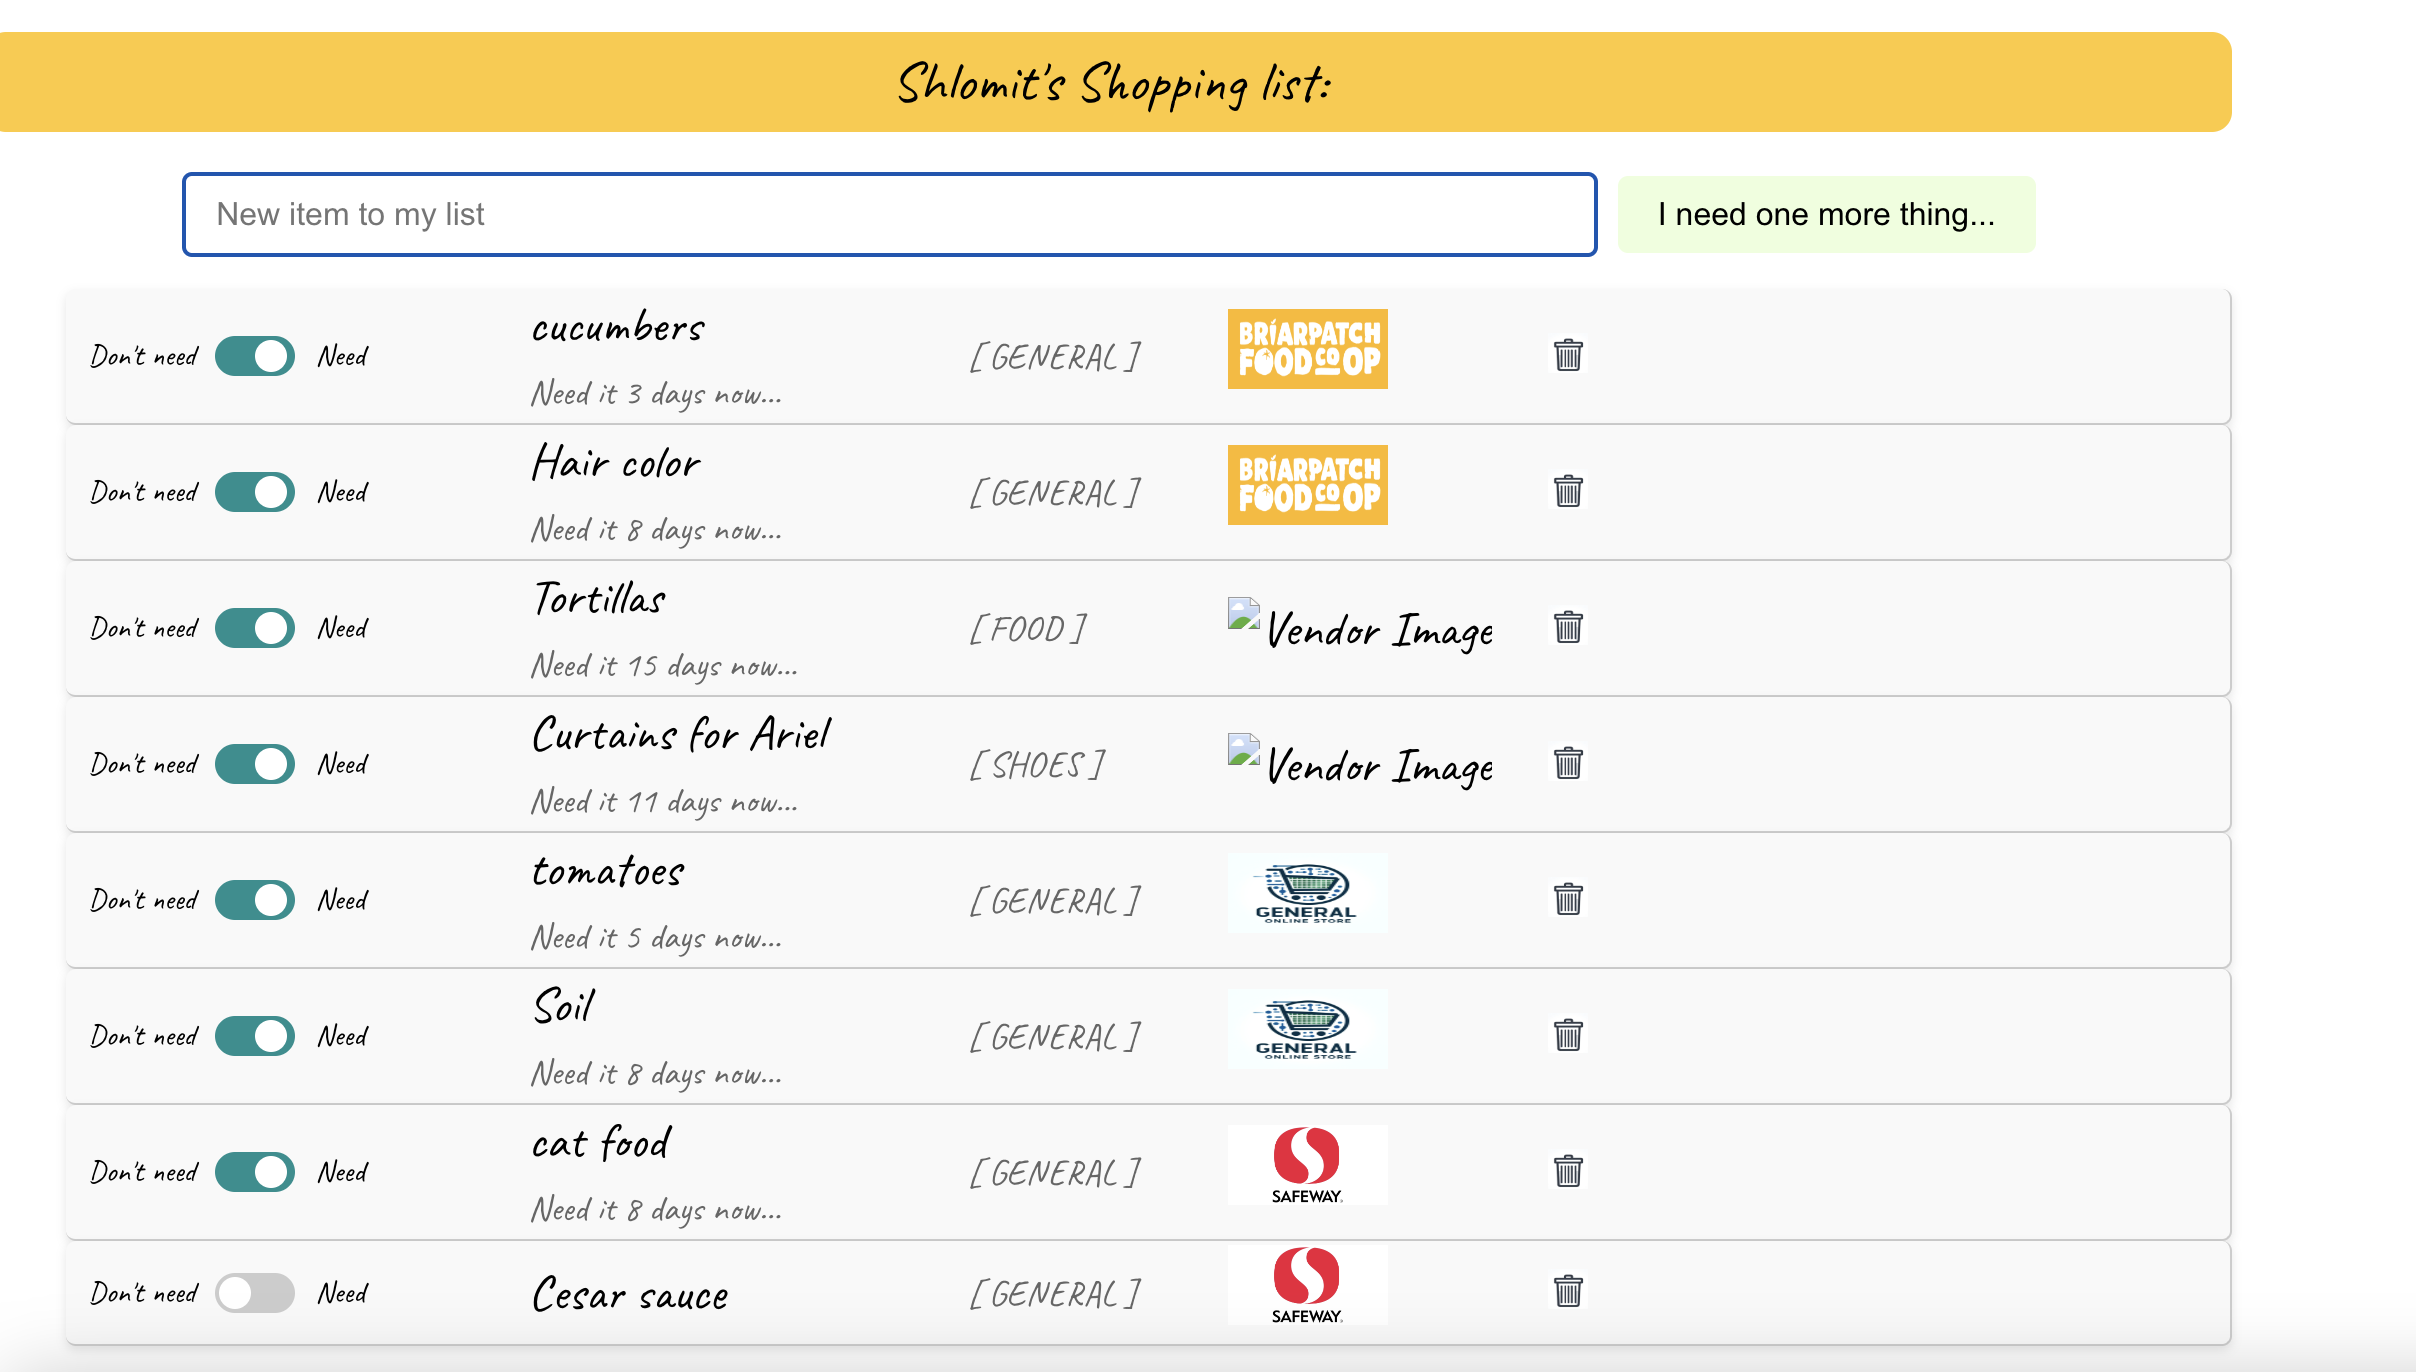 Shlomit's Shopping list:
New item to my list
I need one more thing...
Don't need Need cucumbers [GENERAL] BRIARPATCH
FOOD CO OP
Need it 3 days now...
Don't need Need Hair color [GENERAL] BRIARPATCH
FOOD CO OP
Need it 8 days now...
Don't need Need Tortillas [FOOD] Vendor Image
Need it 15 days now...
Don't need Need Curtains for Ariel [SHOES] Vendor Image
Need it 11 days now...
Don't need Need tomatoes [GENERAL] GENERAL
ONLINE STORE
Need it 5 days now...
Don't need Need Soil [GENERAL] GENERAL
ONLINE STORE
Need it 8 days now...
Don't need Need cat food [GENERAL] SAFEWAY
Need it 8 days now...
Don't need Need Cesar sauce [GENERAL] SAFEWAY